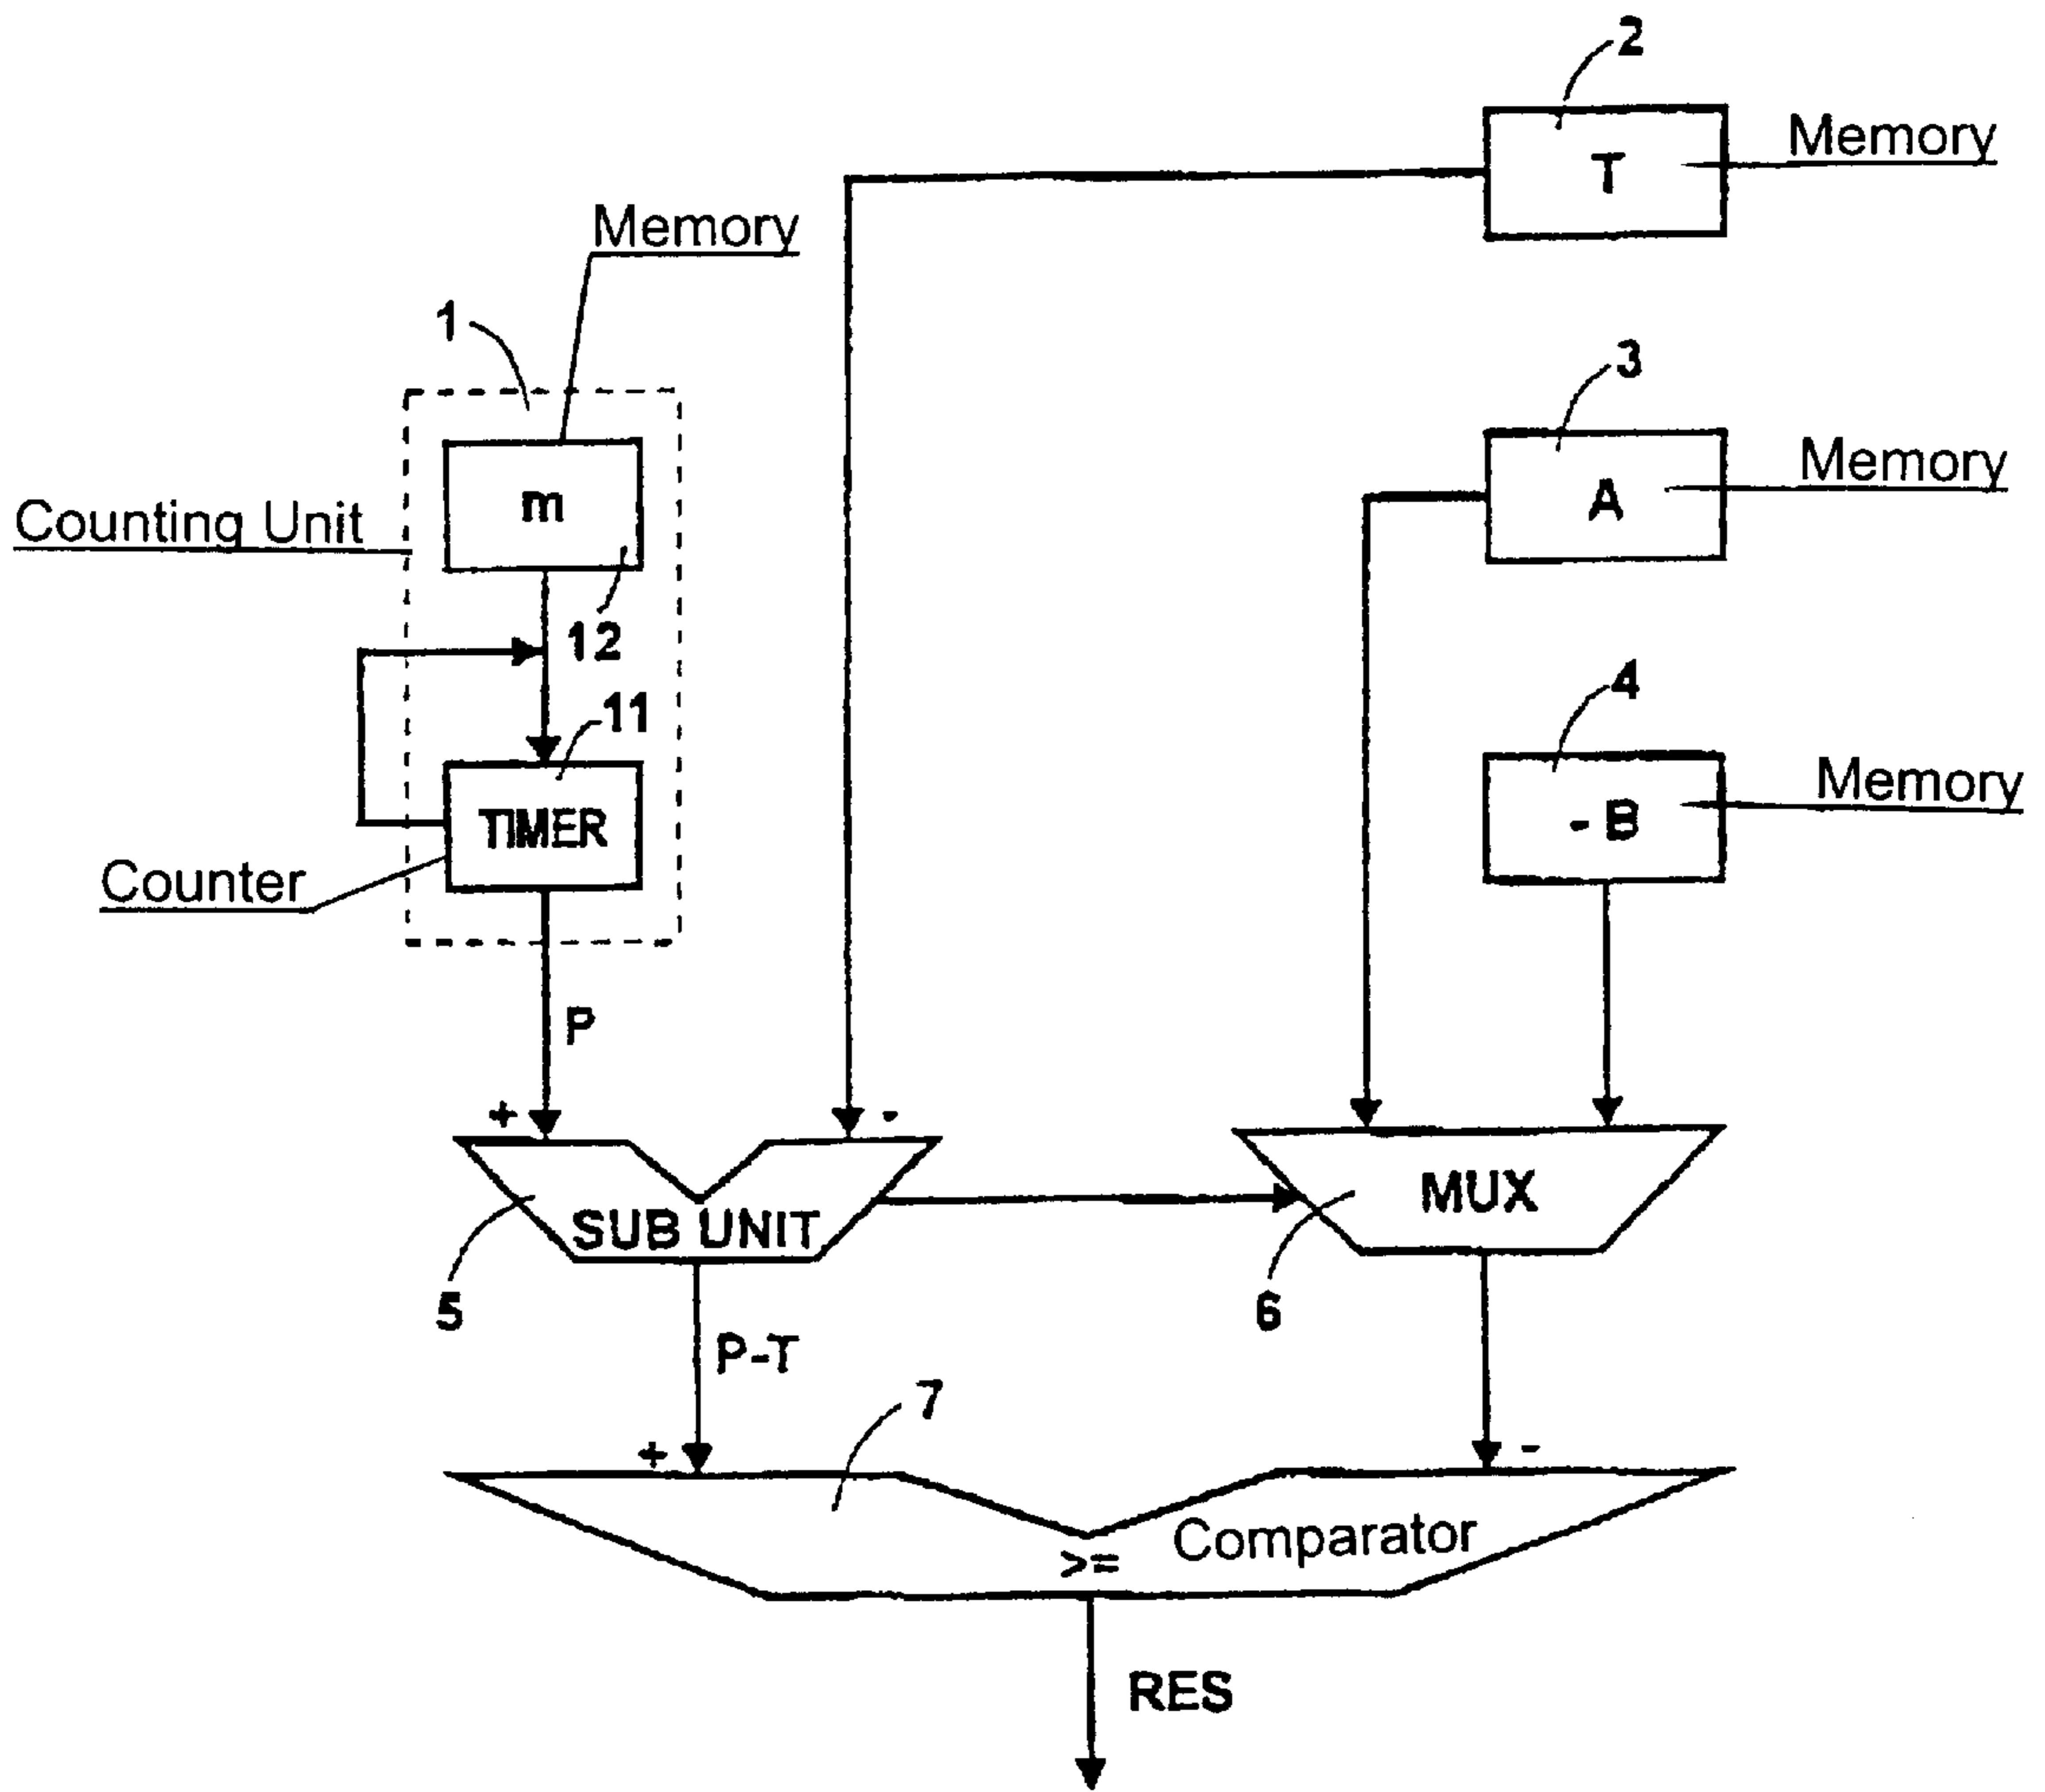 2
T
Memory
Memory
1
3
m
A
Memory
Counting Unit
12
4
11
TIMER
- B
Memory
Counter
P
+
-
SUB UNIT
MUX
5
6
P-T
7
+
-
Comparator
>=
RES